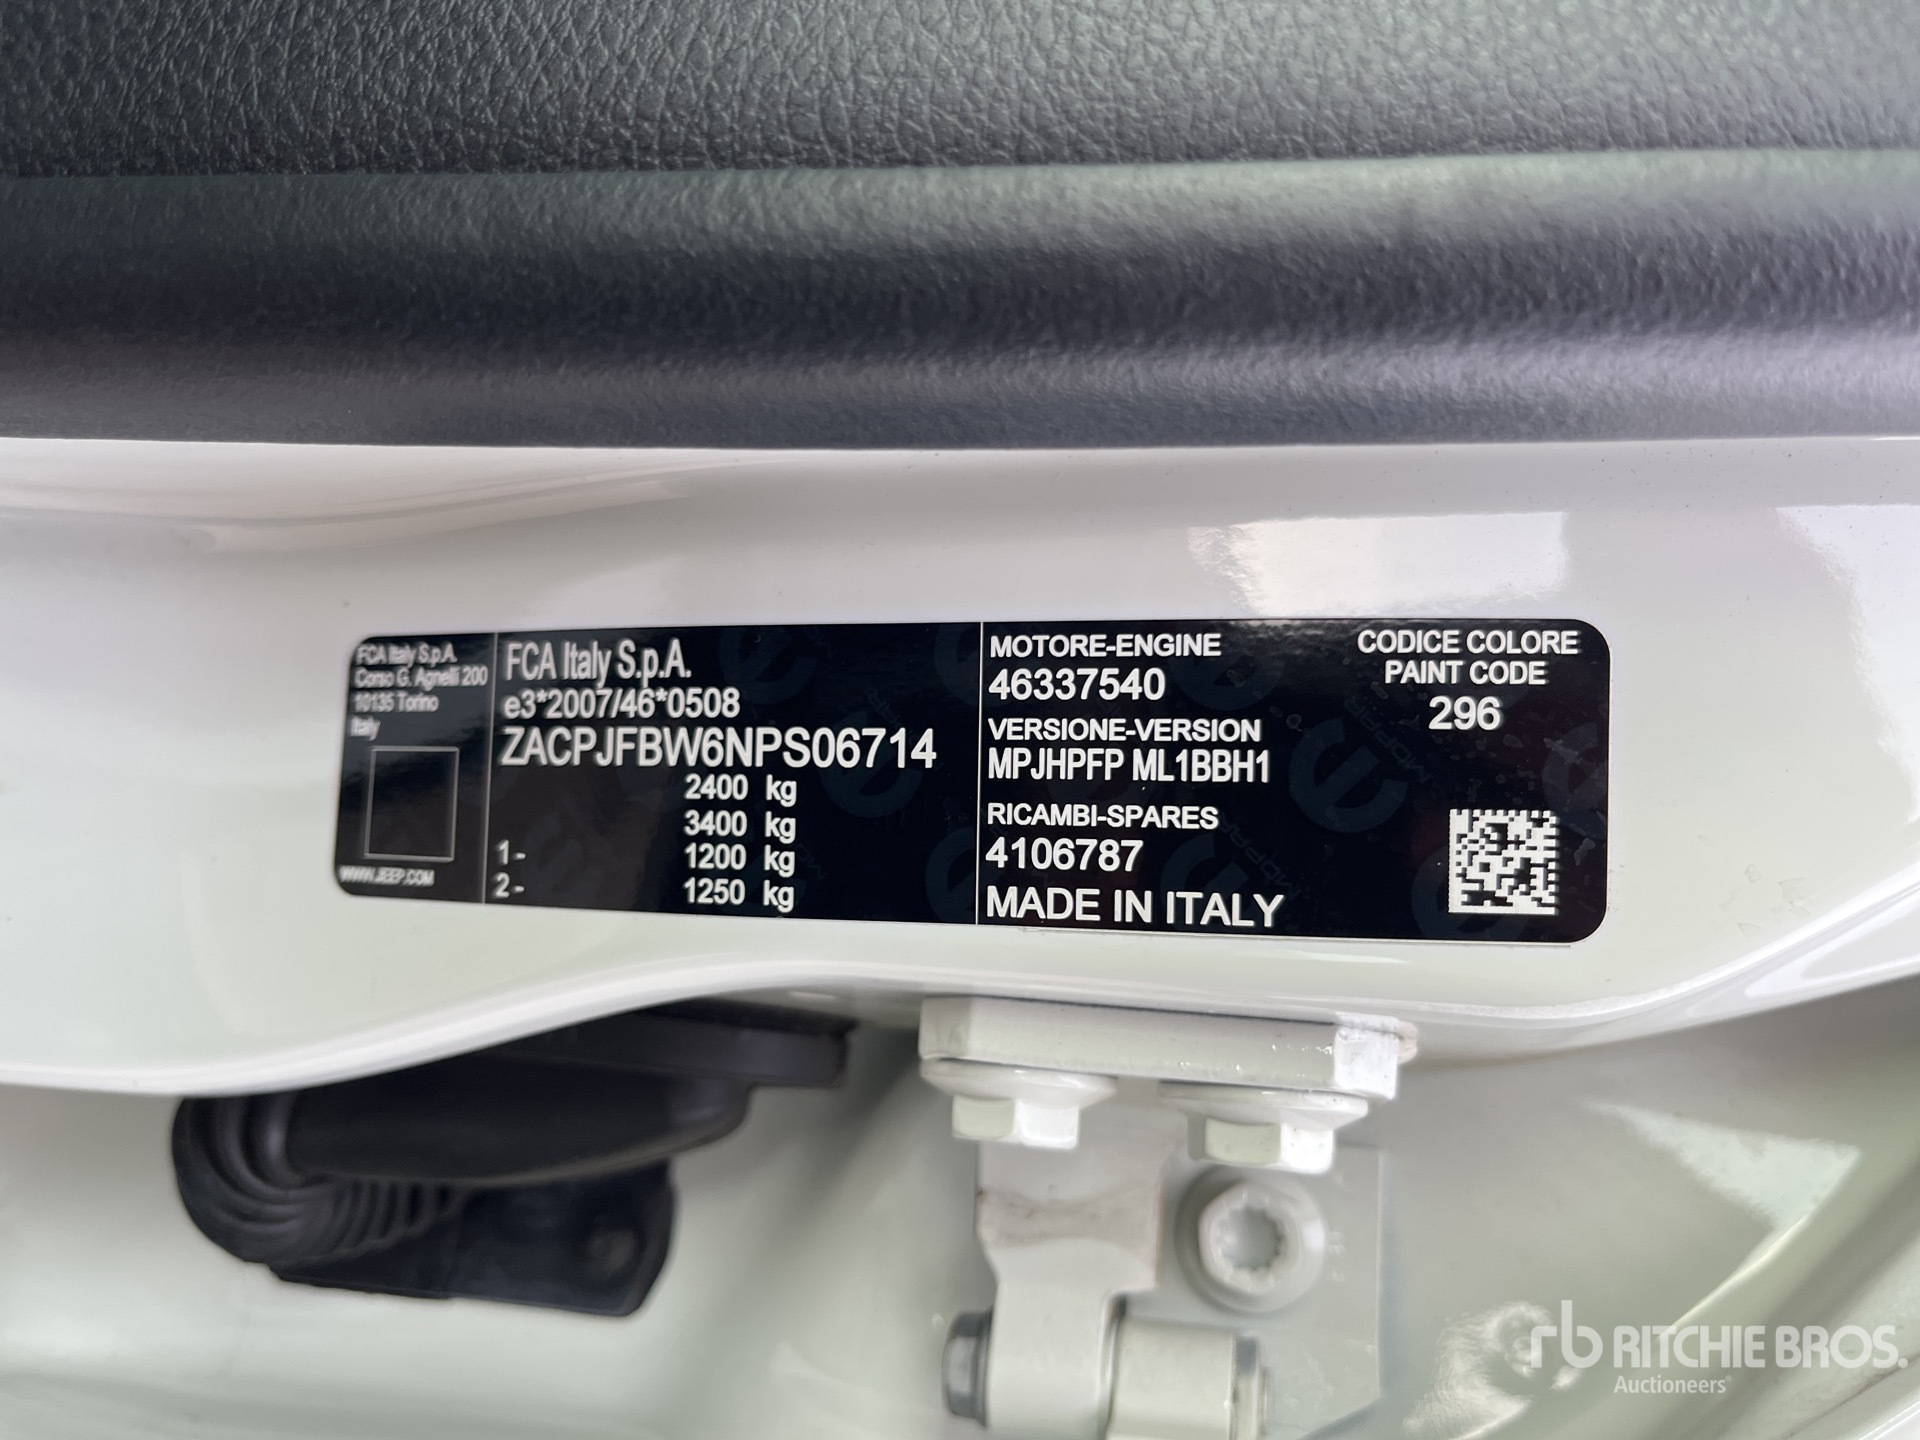 FCA Italy S.p.A.
Corso G. Agnelli 200
10135 Torino
Italy
WWW.JEEP.COM
FCA Italy S.p.A.
e3*2007/46*0508
ZACPJFBW6NPS06714
2400 kg
3400 kg
1- 1200 kg
2- 1250 kg
MOTORE-ENGINE
46337540
VERSIONE-VERSION
MPJHPFP ML1BBH1
RICAMBI-SPARES
4106787
MADE IN ITALY
CODICE COLORE
PAINT CODE
296
rb RITCHIE BROS.
Auctioneers